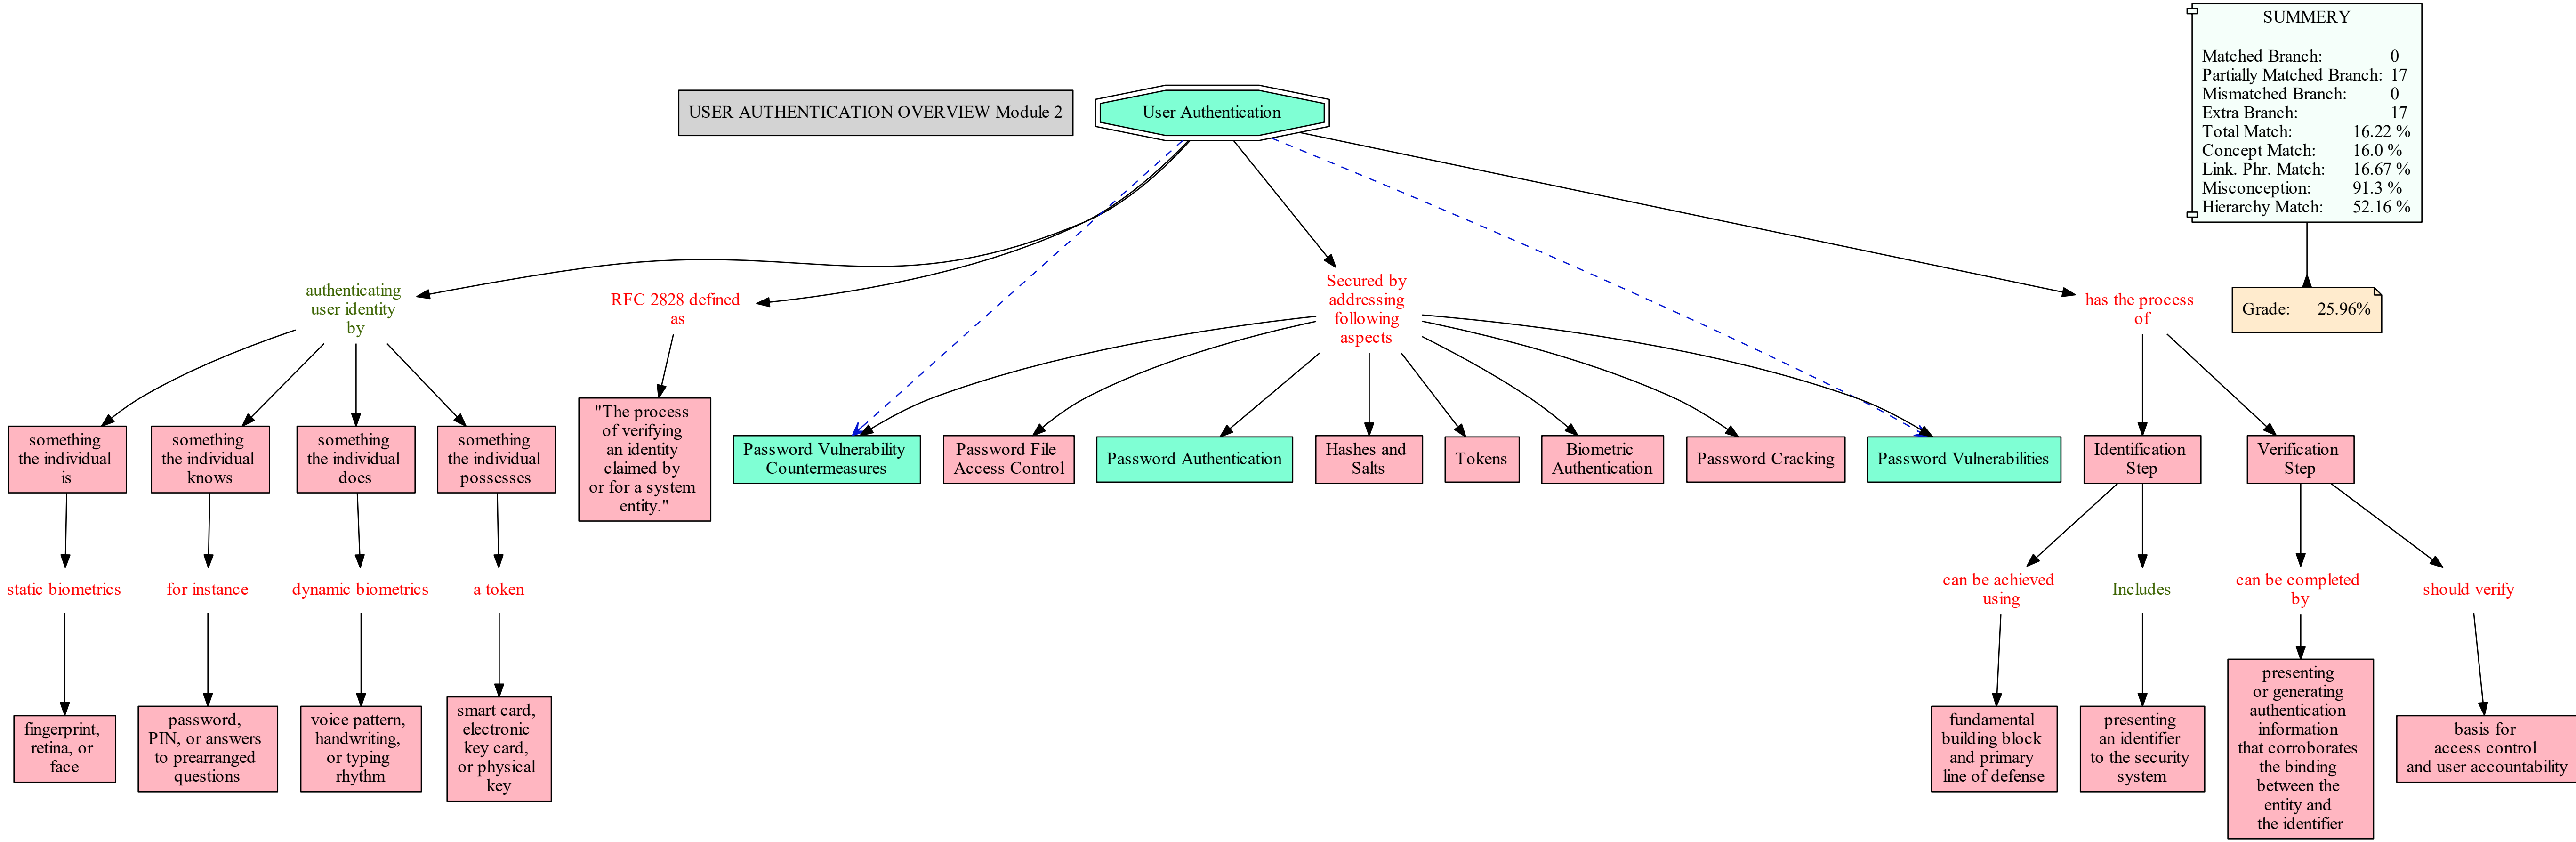 SUMMERY
Matched Branch: 0
Partially Matched Branch: 17
Mismatched Branch: 0
Extra Branch: 17
Total Match: 16.22 %
Concept Match: 16.0 %
Link. Phr. Match: 16.67 %
Misconception: 91.3 %
Hierarchy Match: 52.16 %
USER AUTHENTICATION OVERVIEW Module 2
User Authentication
authenticating
user identity
by
RFC 2828 defined
as
Secured by
addressing
following
aspects
has the process
of
Grade: 25.96%
something
the individual
is
something
the individual
knows
something
the individual
does
something
the individual
possesses
"The process
of verifying
an identity
claimed by
or for a system
entity."
Password Vulnerability
Countermeasures
Password File
Access Control
Password Authentication
Hashes and
Salts
Tokens
Biometric
Authentication
Password Cracking
Password Vulnerabilities
Identification
Step
Verification
Step
static biometrics
for instance
dynamic biometrics
a token
can be achieved
using
Includes
can be completed
by
should verify
fingerprint,
retina, or
face
password,
PIN, or answers
to prearranged
questions
voice pattern,
handwriting,
or typing
rhythm
smart card,
electronic
key card,
or physical
key
fundamental
building block
and primary
line of defense
presenting
an identifier
to the security
system
presenting
or generating
authentication
information
that corroborates
the binding
between the
entity and
the identifier
basis for
access control
and user accountability